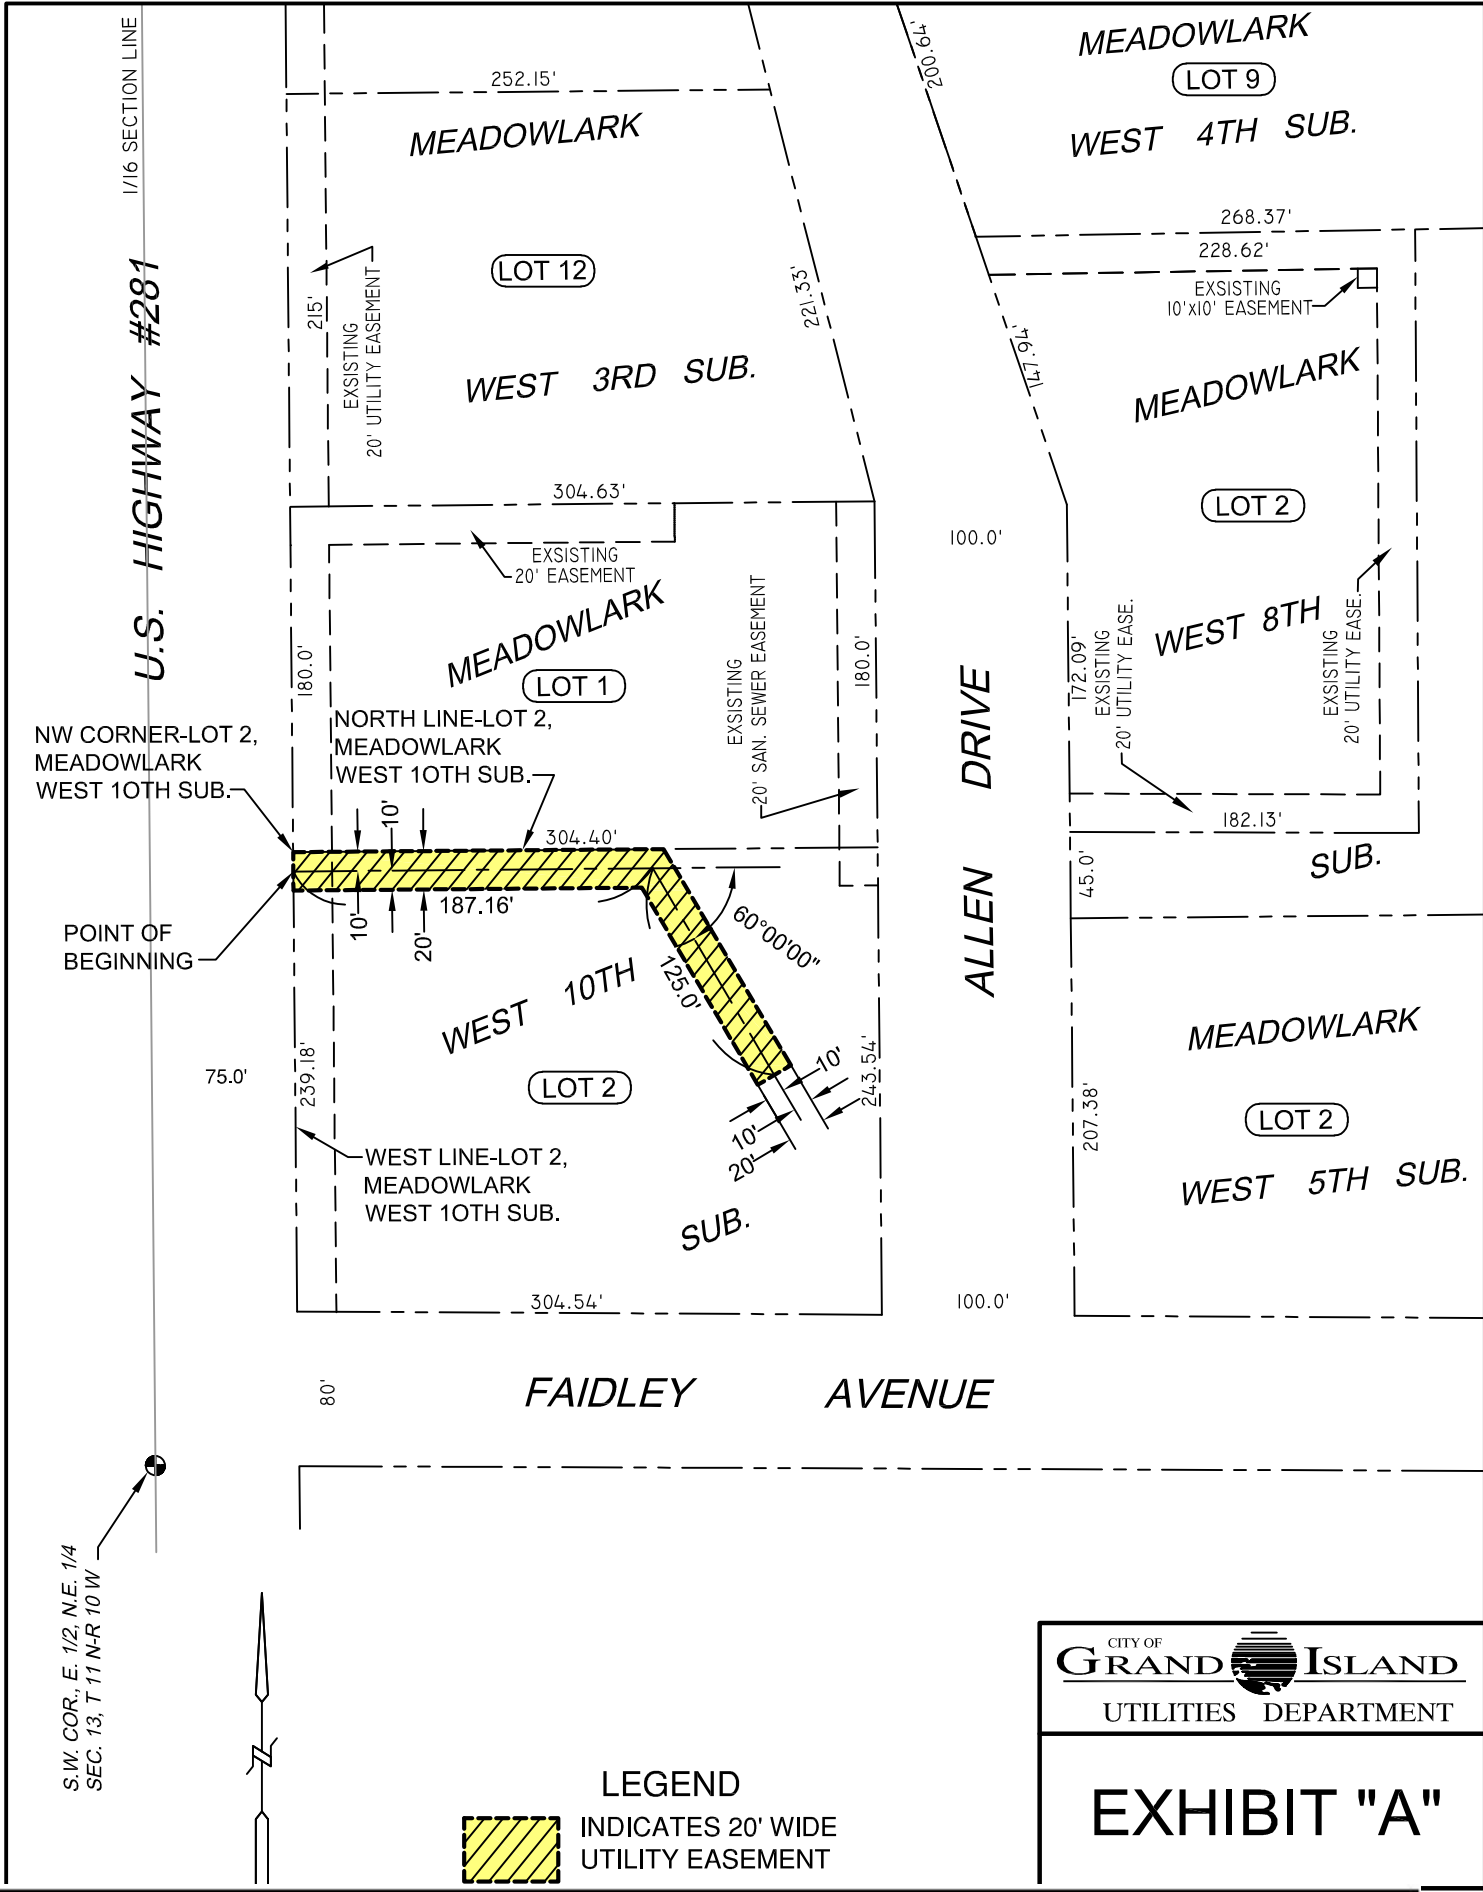 1/16 SECTION LINE
U.S. HIGHWAY #281
252.15'
MEADOWLARK
LOT 12
WEST 3RD SUB.
215'
EXSISTING
20' UTILITY EASEMENT
221.33'
200.64'
MEADOWLARK
LOT 9
WEST 4TH SUB.
268.37'
228.62'
EXSISTING
10'x10' EASEMENT
147.94'
MEADOWLARK
LOT 2
WEST 8TH
SUB.
EXSISTING
20' UTILITY EASE.
EXSISTING
20' UTILITY EASE.
172.09'
182.13'
45.0'
304.63'
EXSISTING
20' EASEMENT
MEADOWLARK
LOT 1
180.0'
EXSISTING
20' SAN. SEWER EASEMENT
180.0'
100.0'
ALLEN DRIVE
NW CORNER-LOT 2,
MEADOWLARK
WEST 1OTH SUB.
NORTH LINE-LOT 2,
MEADOWLARK
WEST 1OTH SUB.
10'
304.40'
10'
20'
187.16'
60°00'00"
125.0'
POINT OF
BEGINNING
WEST 10TH
LOT 2
SUB.
75.0'
239.18'
243.54'
10'
10'
20'
WEST LINE-LOT 2,
MEADOWLARK
WEST 1OTH SUB.
207.38'
MEADOWLARK
LOT 2
WEST 5TH SUB.
304.54'
100.0'
80'
FAIDLEY AVENUE
S.W. COR., E. 1/2, N.E. 1/4
SEC. 13, T 11 N-R 10 W
LEGEND
INDICATES 20' WIDE
UTILITY EASEMENT
CITY OF
GRAND ISLAND
UTILITIES DEPARTMENT
EXHIBIT "A"